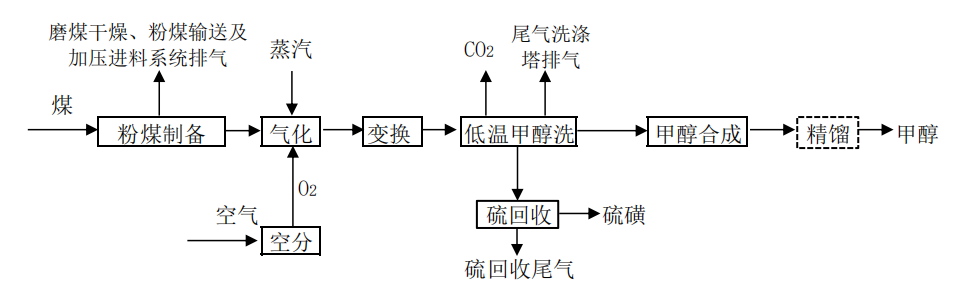 磨煤干燥、粉煤输送及
加压进料系统排气
蒸汽
CO2
尾气洗涤
塔排气
煤
粉煤制备
气化
变换
低温甲醇洗
甲醇合成
精馏
甲醇
O2
空气
空分
硫回收
硫磺
硫回收尾气